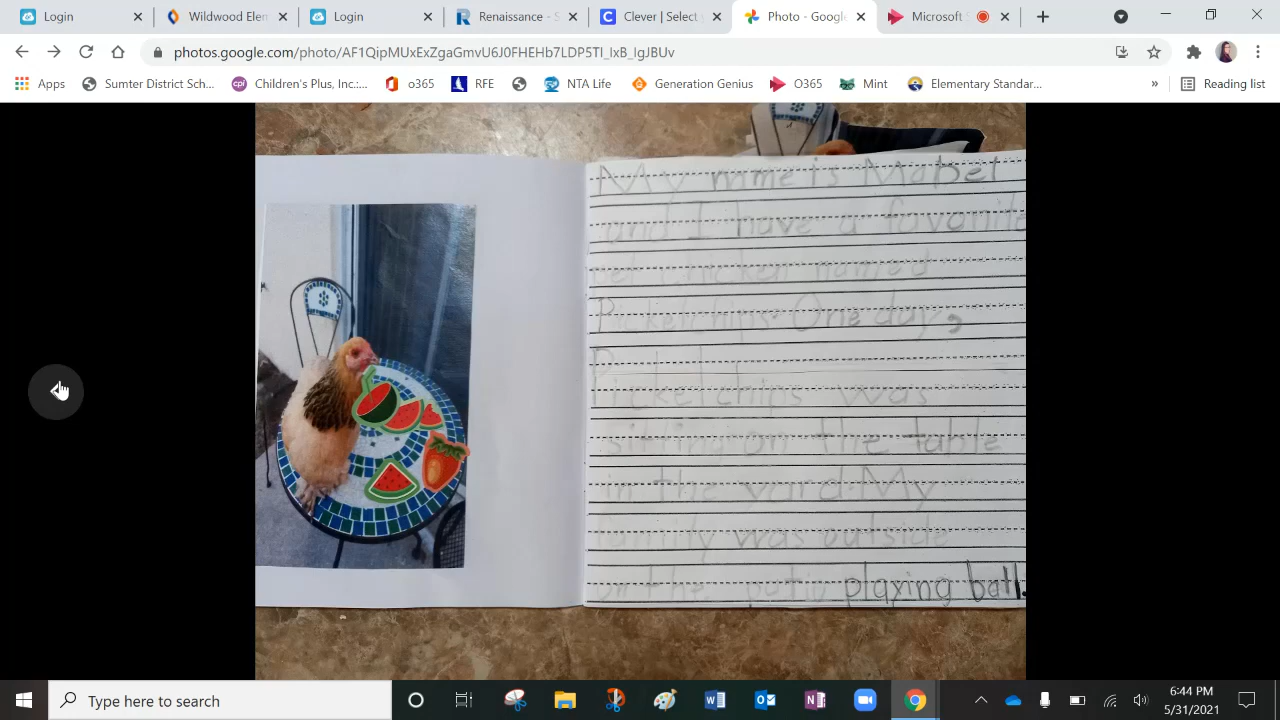 Login
Wildwood Elen
Login
Renaissance - S
Clever | Select y
Photo - Google
Microsoft S
photos.google.com/photo/AF1QipMUxExZgaGmvU6J0FHEHb7LDP5TI_IxB_IgJBUv
Apps
Sumter District Sch...
Children's Plus, Inc.:...
o365
RFE
NTA Life
Generation Genius
O365
Mint
Elementary Standar...
»
Reading list
My name is Mabel
and I have a favorite
pet chicken named
Pickelchips. One day,
Pickelchips was
sitting on the table
in the yard. My
family was outside
on the patio playing ball.
Type here to search
6:44 PM
5/31/2021